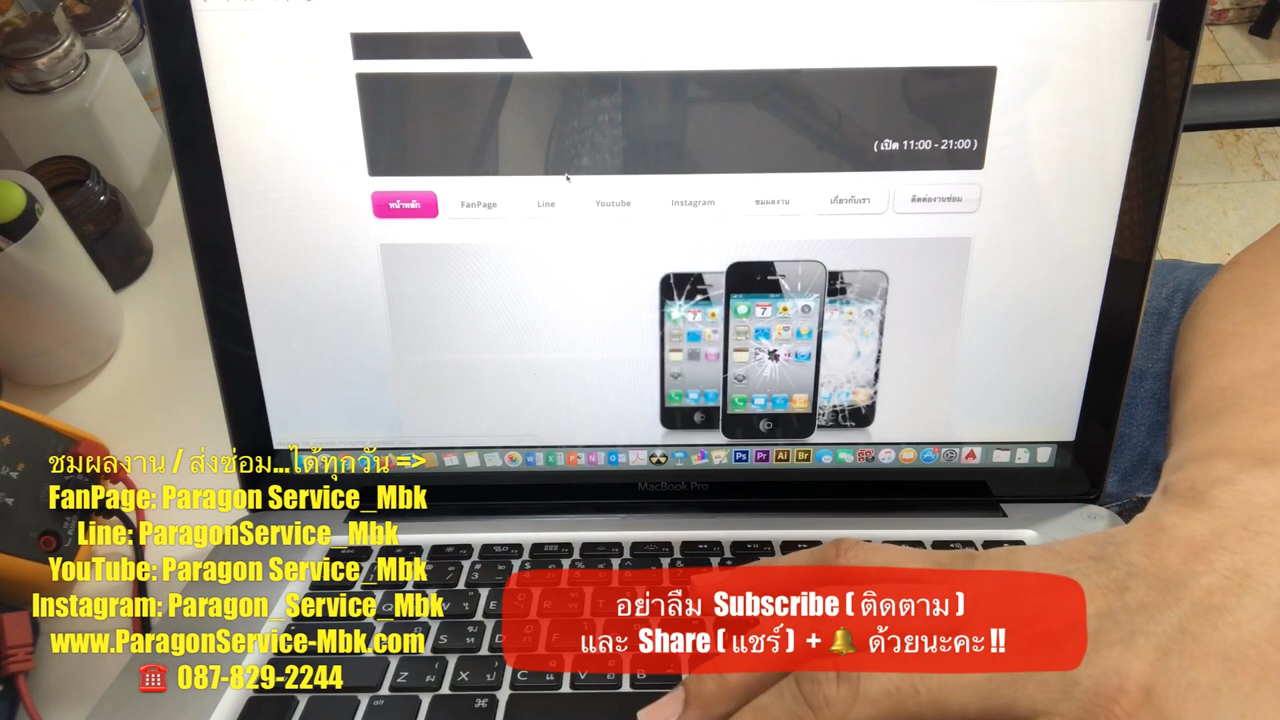 ( เปิด 11:00 - 21:00 )
หน้าหลัก FanPage Line Youtube Instagram ชมผลงาน เกี่ยวกับเรา ติดต่องานซ่อม
ชมผลงาน / ส่งซ่อม...ได้ทุกวัน =>
FanPage: Paragon Service_Mbk
Line: ParagonService_Mbk
YouTube: Paragon Service_Mbk
Instagram: Paragon_Service_Mbk
www.ParagonService-Mbk.com
☎ 087-829-2244
MacBook Pro
อย่าลืม Subscribe ( ติดตาม )
และ Share ( แชร์ ) + 🔔 ด้วยนะคะ !!